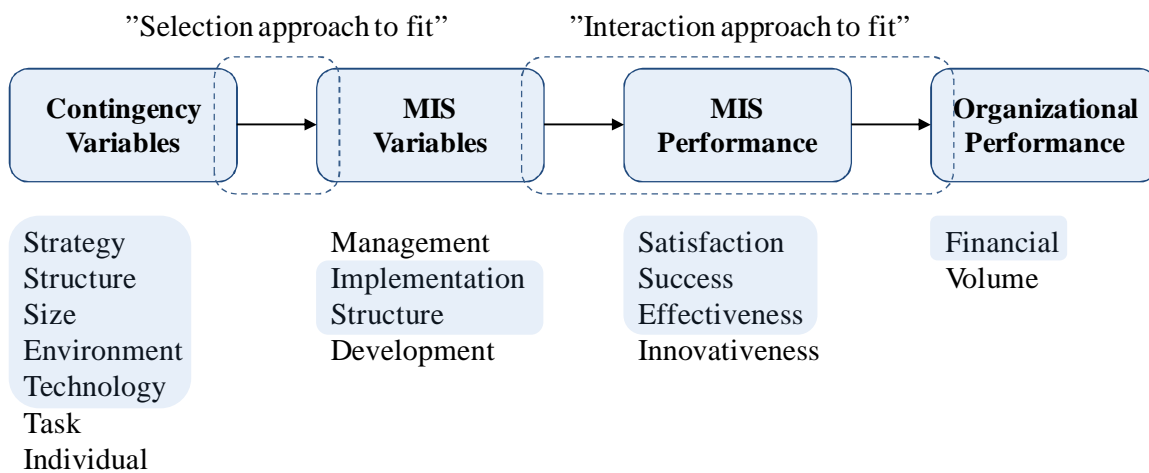 ”Selection approach to fit”
”Interaction approach to fit”
Contingency
Variables
MIS
Variables
MIS
Performance
Organizational
Performance
Strategy
Structure
Size
Environment
Technology
Task
Individual
Management
Implementation
Structure
Development
Satisfaction
Success
Effectiveness
Innovativeness
Financial
Volume